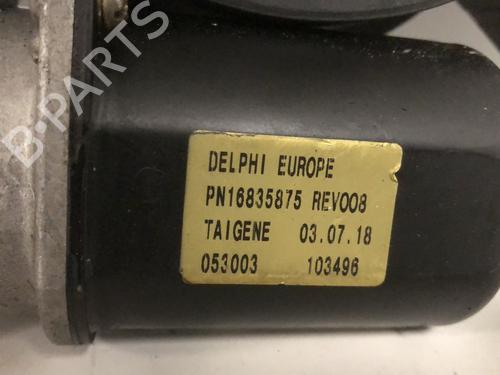 B-PARTS
DELPHI EUROPE
PN16835875 REV008
TAIGENE 03.07.18
053003 103496